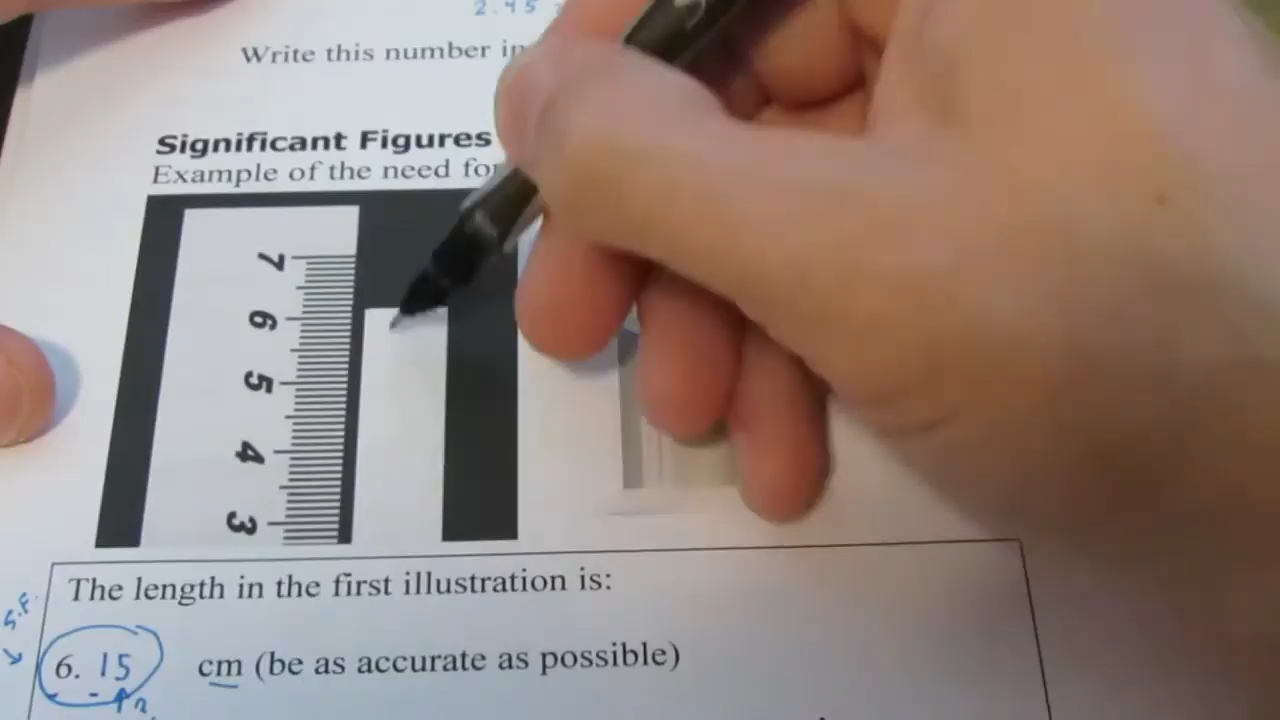 2.45
Write this number in
Significant Figures
Example of the need for
7
6
5
4
3
The length in the first illustration is:
S.F.
6. 15 cm (be as accurate as possible)